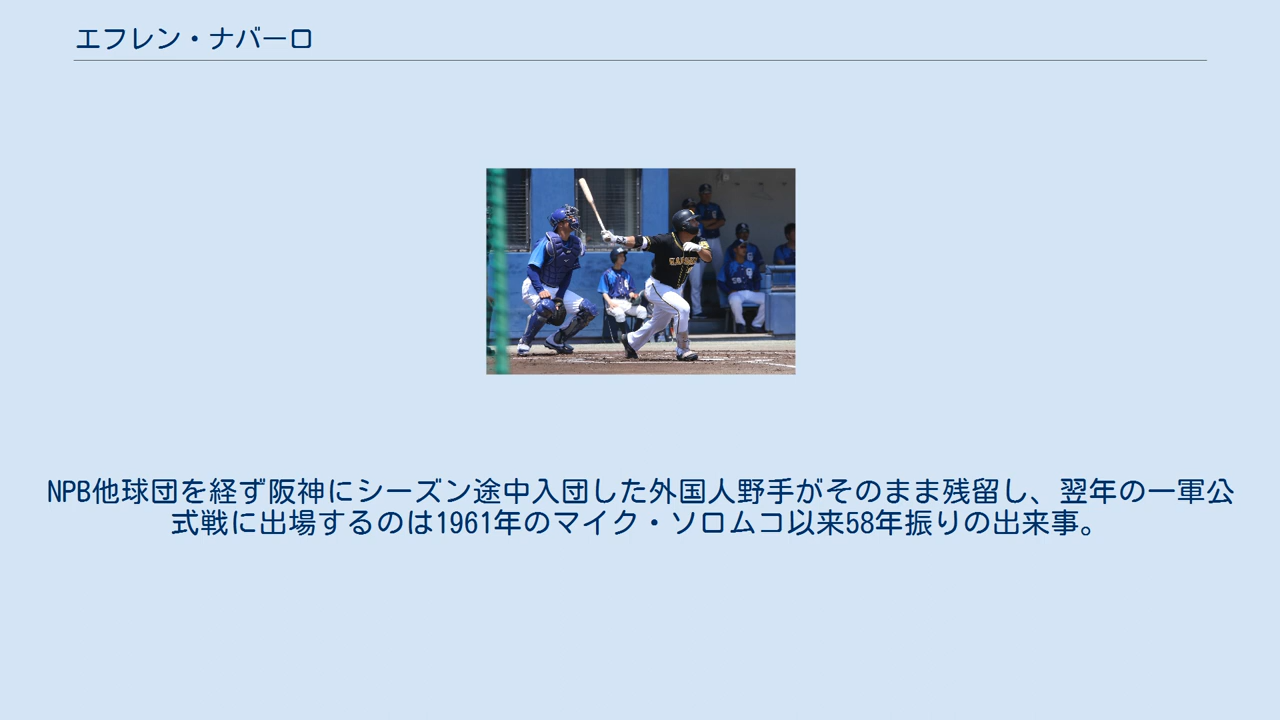 エフレン・ナバーロ
NPB他球団を経ず阪神にシーズン途中入団した外国人野手がそのまま残留し、翌年の一軍公
式戦に出場するのは1961年のマイク・ソロムコ以来58年振りの出来事。